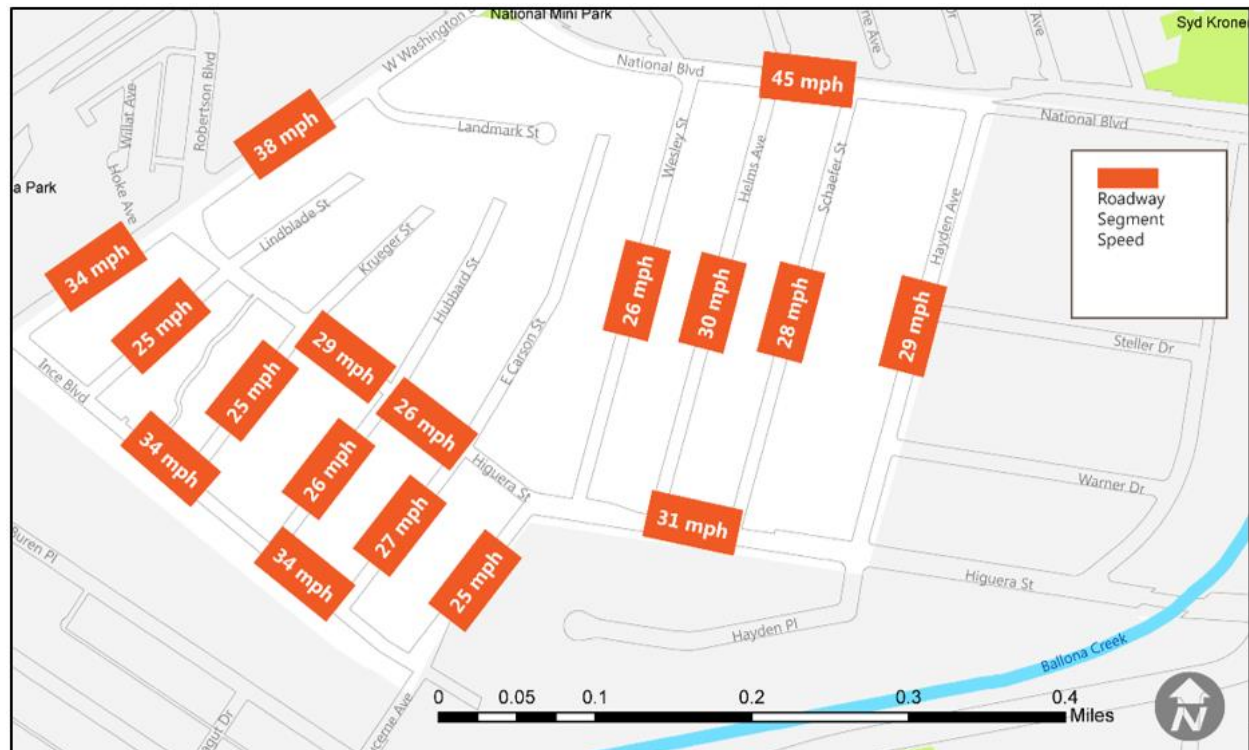 National Mini Park
Syd Kroner
W Washington B
National Blvd
45 mph
National Blvd
Robertson Blvd
Willat Ave
Hoke Ave
a Park
38 mph
Landmark St
Wesley St
Helms Ave
Schaefer St
Hayden Ave
Roadway
Segment
Speed
Lindblade St
Krueger St
Hubbard St
E Carson St
34 mph
25 mph
29 mph
25 mph
26 mph
26 mph
30 mph
28 mph
29 mph
Steller Dr
Ince Blvd
34 mph
26 mph
Higuera St
27 mph
31 mph
Warner Dr
34 mph
25 mph
Higuera St
Hayden Pl
Buren Pl
Ballona Creek
0 0.05 0.1 0.2 0.3 0.4
Miles
N
Ave
Dr
Ave